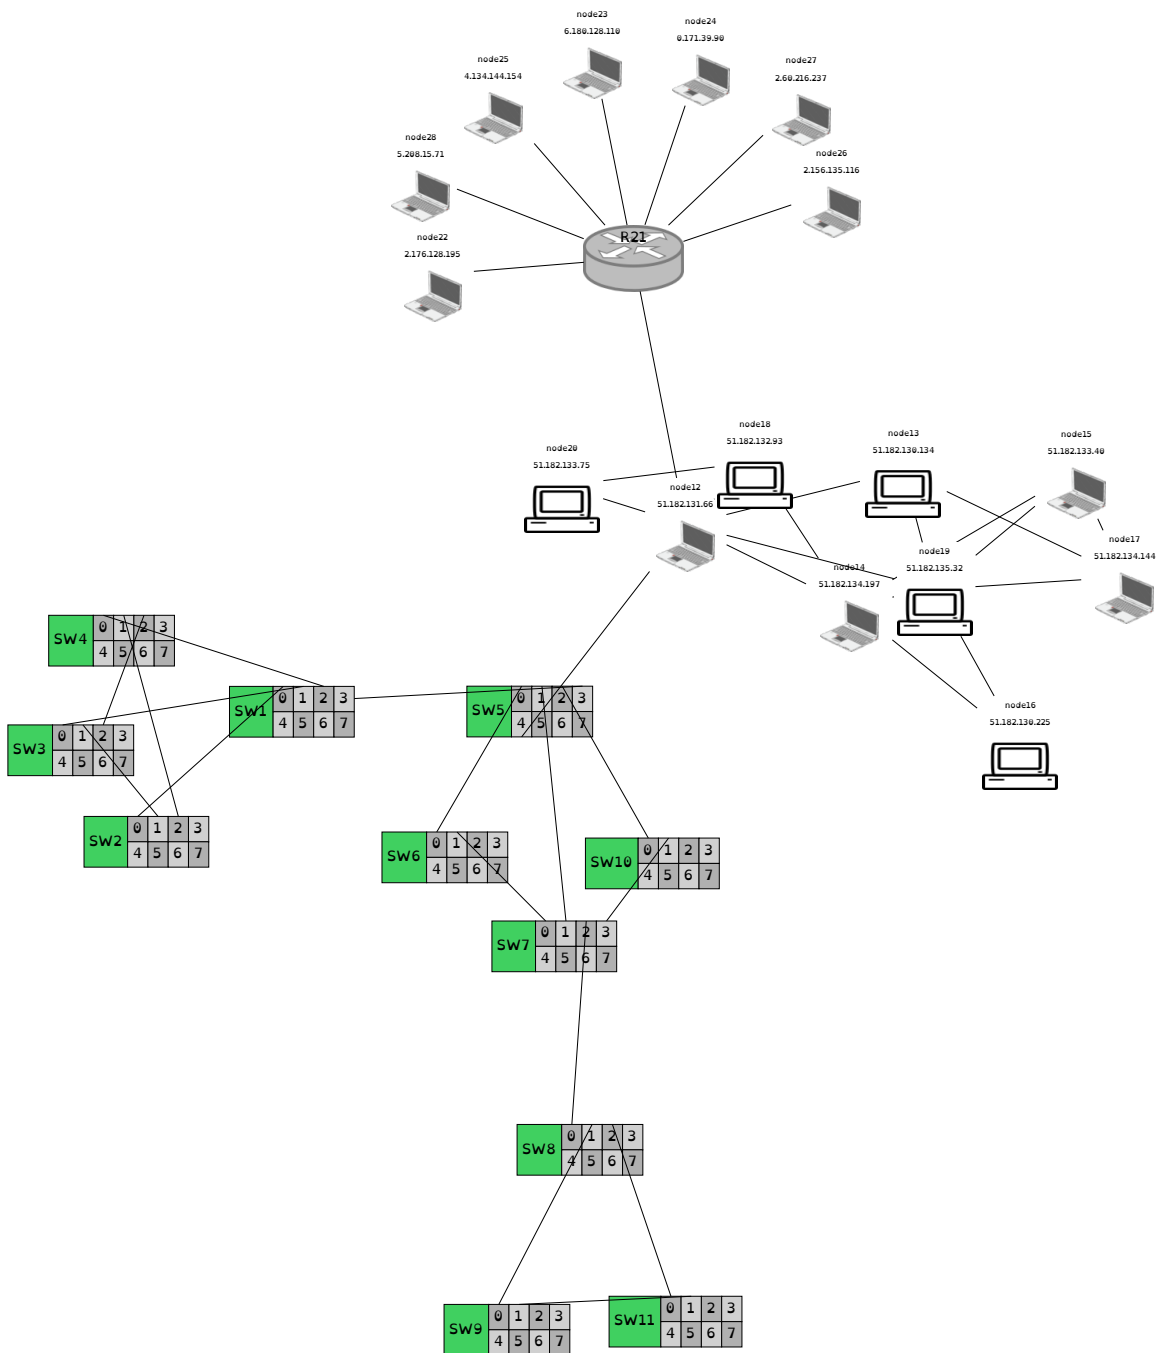 node23
6.180.128.110
node24
0.171.39.90
node25
4.134.144.154
node27
2.60.216.237
node28
5.208.15.71
node26
2.156.135.116
node22
2.176.128.195
R21
node18
51.182.132.93
node13
51.182.130.134
node15
51.182.133.40
node20
51.182.133.75
node12
51.182.131.66
node17
51.182.134.144
node19
51.182.135.32
node14
51.182.134.197
node16
51.182.130.225
SW4
0 1 2 3
4 5 6 7
SW1
0 1 2 3
4 5 6 7
SW5
0 1 2 3
4 5 6 7
SW3
0 1 2 3
4 5 6 7
SW2
0 1 2 3
4 5 6 7
SW6
0 1 2 3
4 5 6 7
SW10
0 1 2 3
4 5 6 7
SW7
0 1 2 3
4 5 6 7
SW8
0 1 2 3
4 5 6 7
SW9
0 1 2 3
4 5 6 7
SW11
0 1 2 3
4 5 6 7